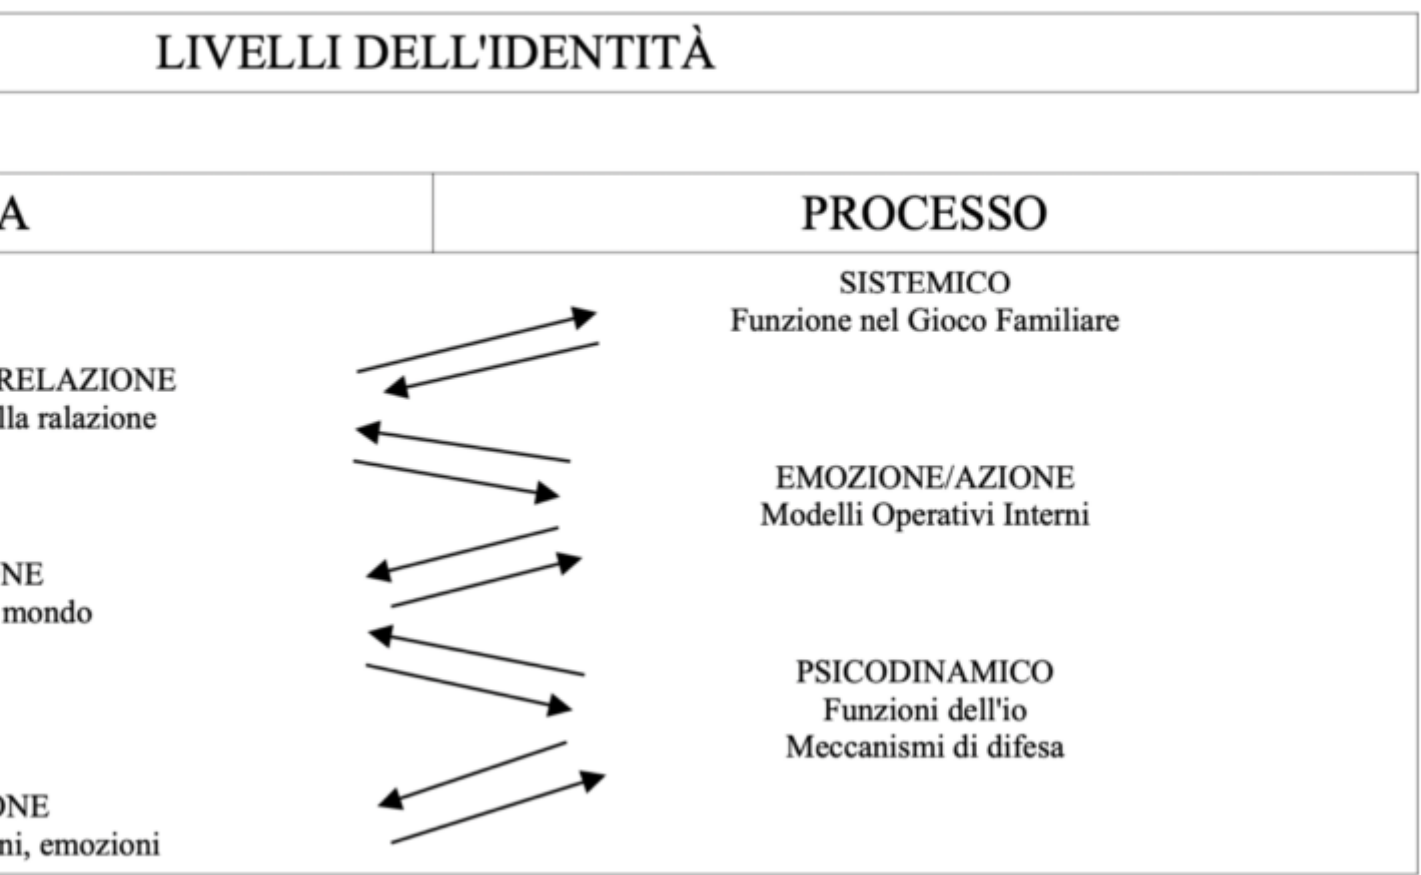 LIVELLI DELL'IDENTITÀ
A
PROCESSO
SISTEMICO
Funzione nel Gioco Familiare
RELAZIONE
lla ralazione
EMOZIONE/AZIONE
Modelli Operativi Interni
NE
mondo
PSICODINAMICO
Funzioni dell'io
Meccanismi di difesa
ONE
ni, emozioni